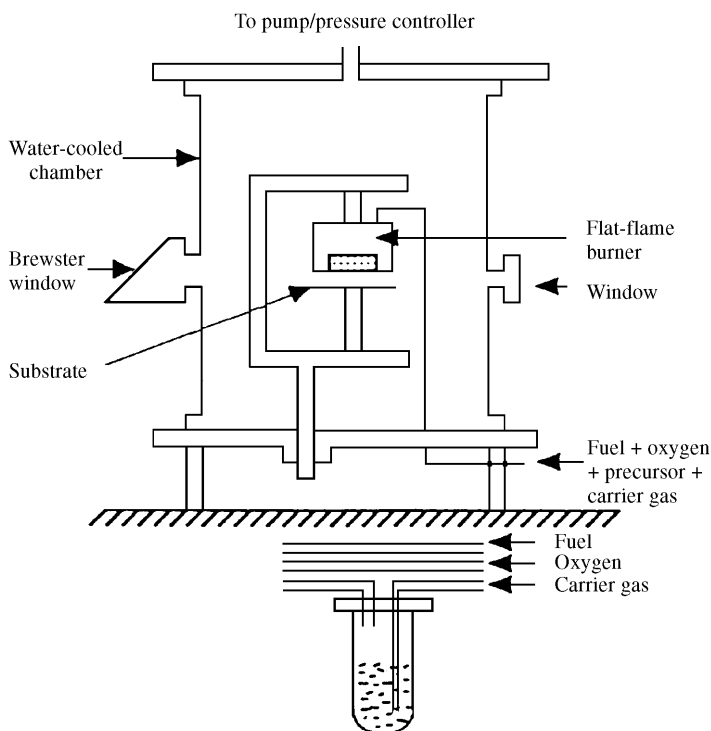 To pump/pressure controller
Water-cooled
chamber
Flat-flame
burner
Brewster
window
Window
Substrate
Fuel + oxygen
+ precursor +
carrier gas
Fuel
Oxygen
Carrier gas